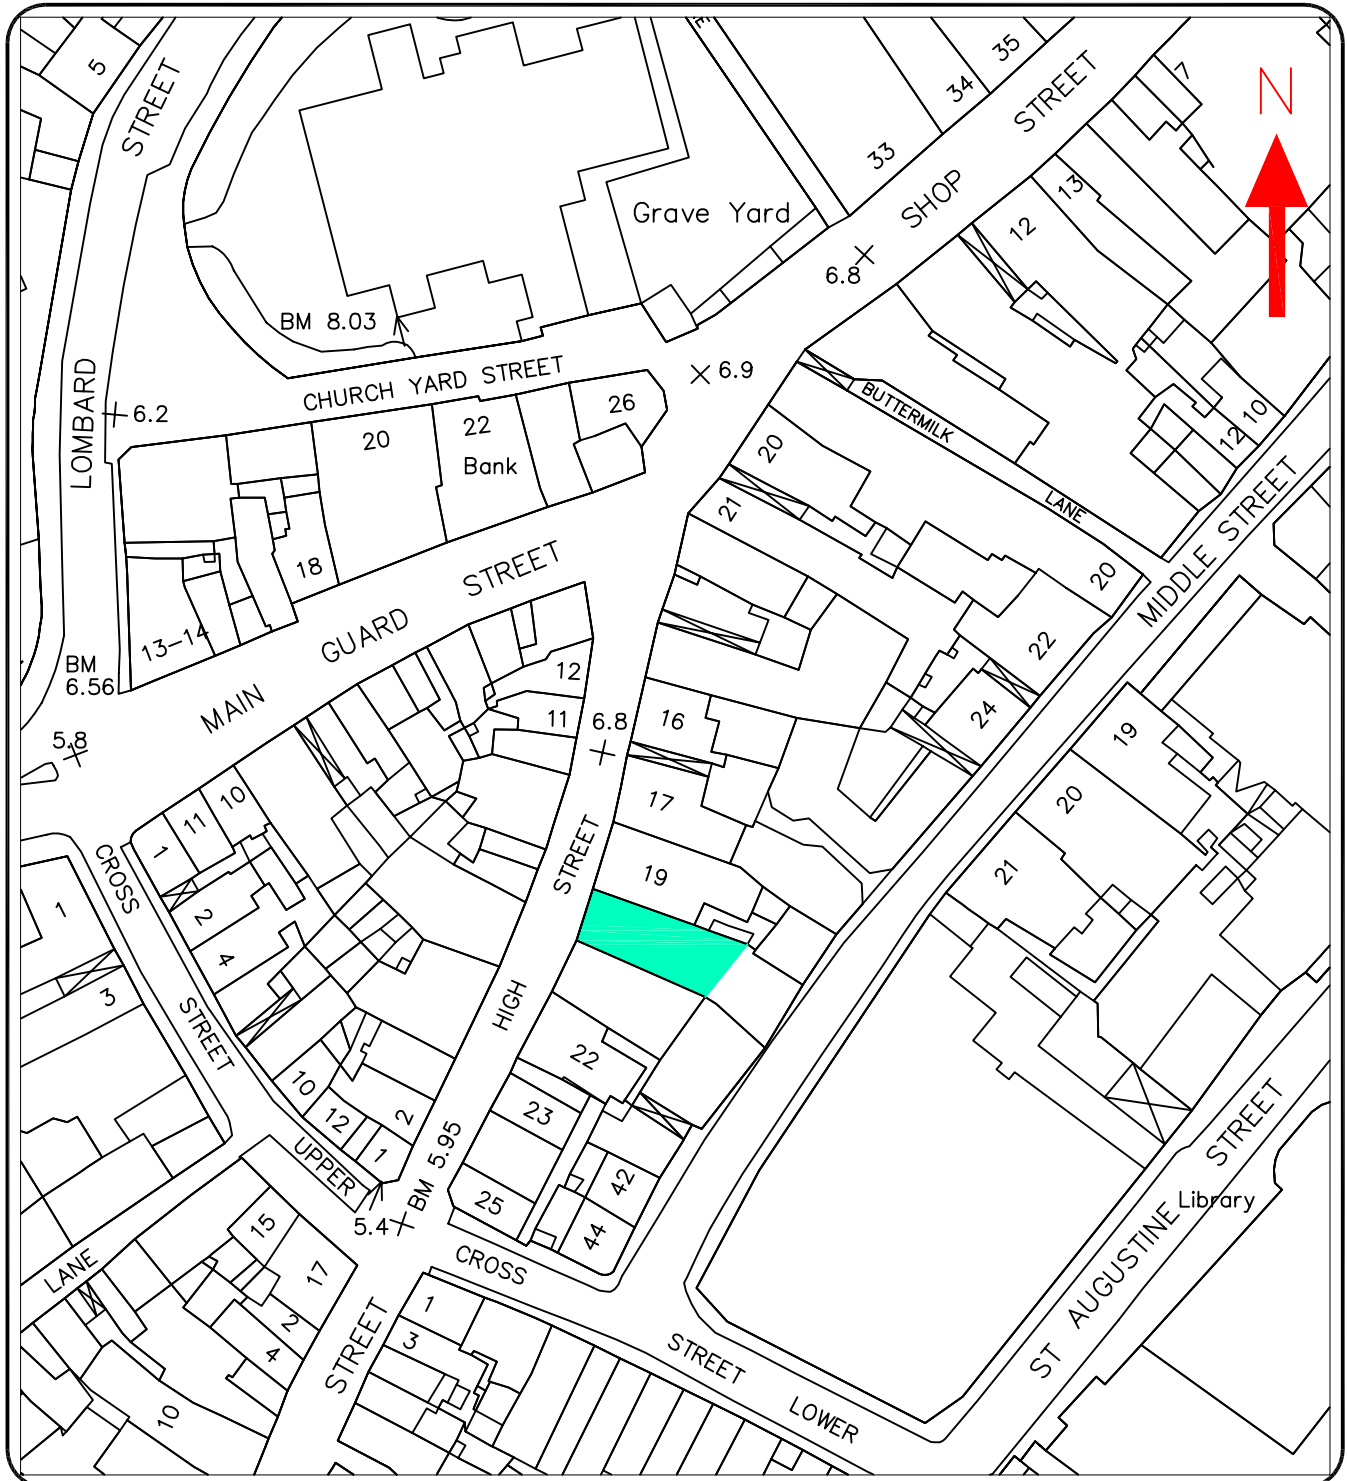 5
STREET
35
34
33
7
N
STREET
SHOP
13
12
Grave Yard
6.8
BM 8.03
LOMBARD
6.2
CHURCH YARD STREET
6.9
20
22
Bank
26
BUTTERMILK
LANE
10
12
20
21
18
13-14
BM
6.56
MAIN GUARD STREET
20
22
24
MIDDLE STREET
12
11
6.8
16
5.8
17
19
19
20
21
10
11
1
CROSS
2
4
1
3
STREET
STREET
HIGH
22
23
10
12
1
2
UPPER
BM 5.95
5.4
25
42
44
CROSS
STREET
LOWER
15
17
2
4
LANE
10
STREET
1
3
ST AUGUSTINE STREET
Library